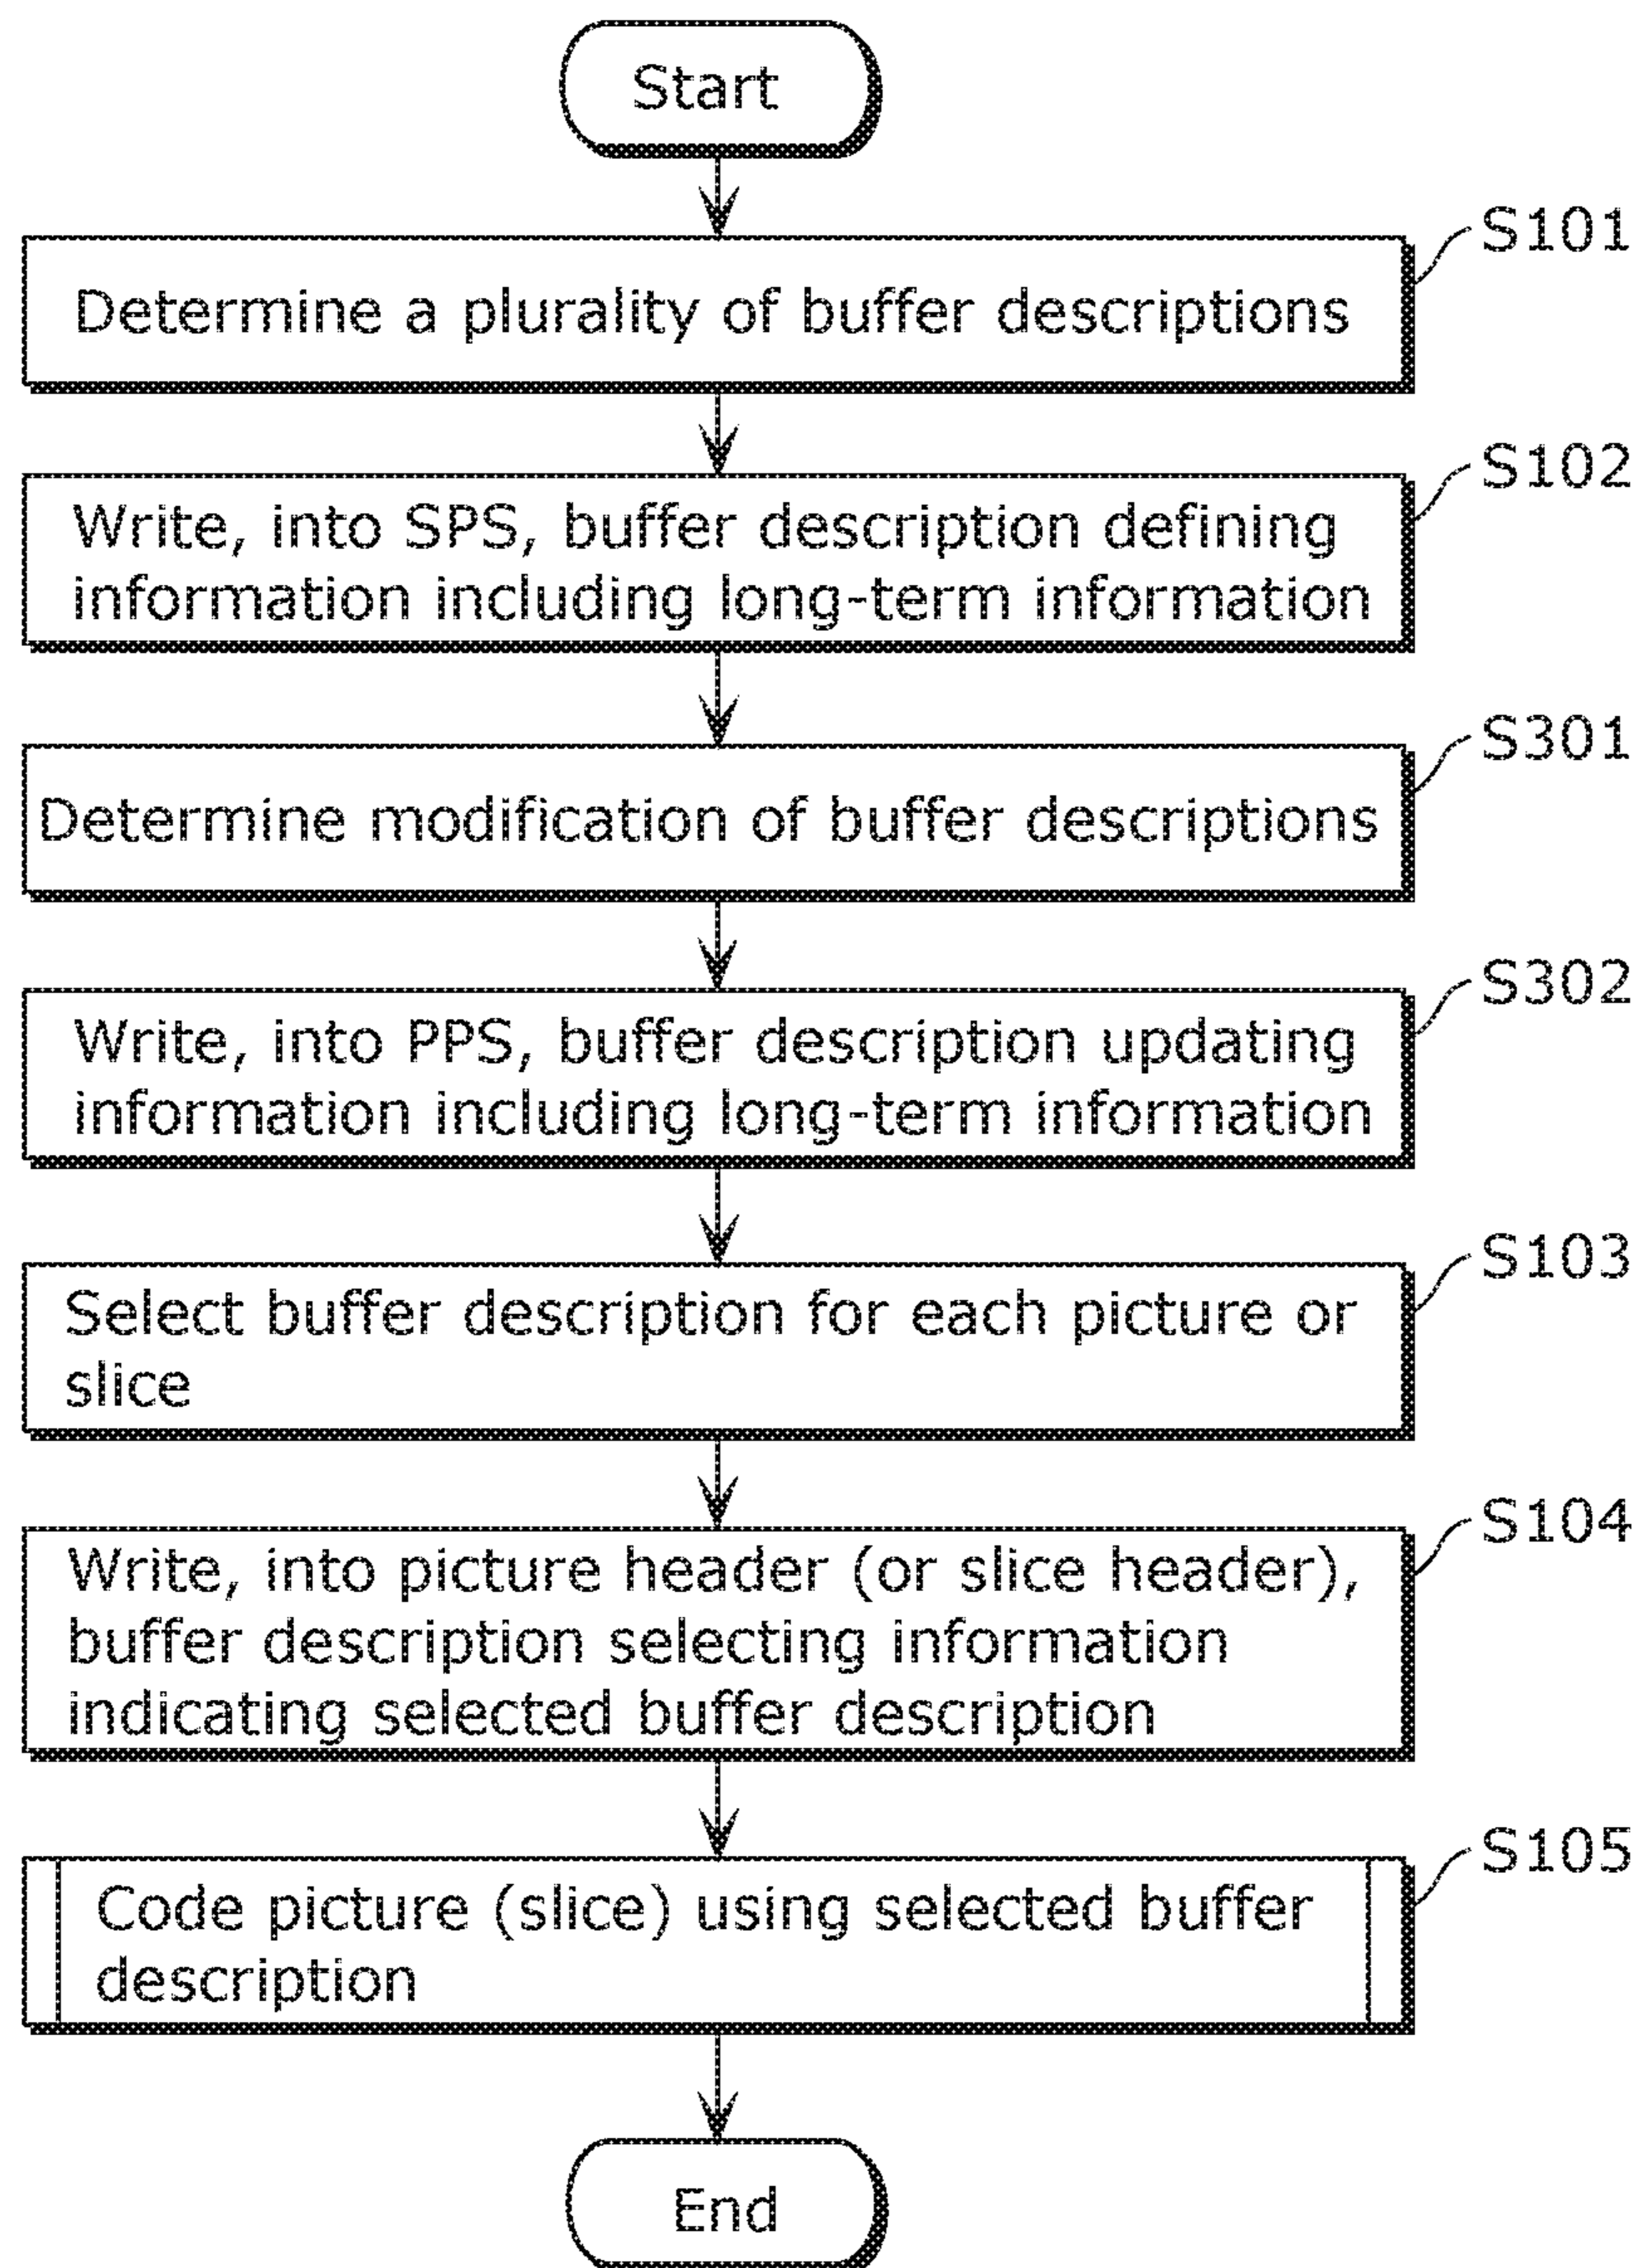 Start
S101
Determine a plurality of buffer descriptions
S102
Write, into SPS, buffer description defining
information including long-term information
S301
Determine modification of buffer descriptions
S302
Write, into PPS, buffer description updating
information including long-term information
S103
Select buffer description for each picture or
slice
S104
Write, into picture header (or slice header),
buffer description selecting information
indicating selected buffer description
S105
Code picture (slice) using selected buffer
description
End